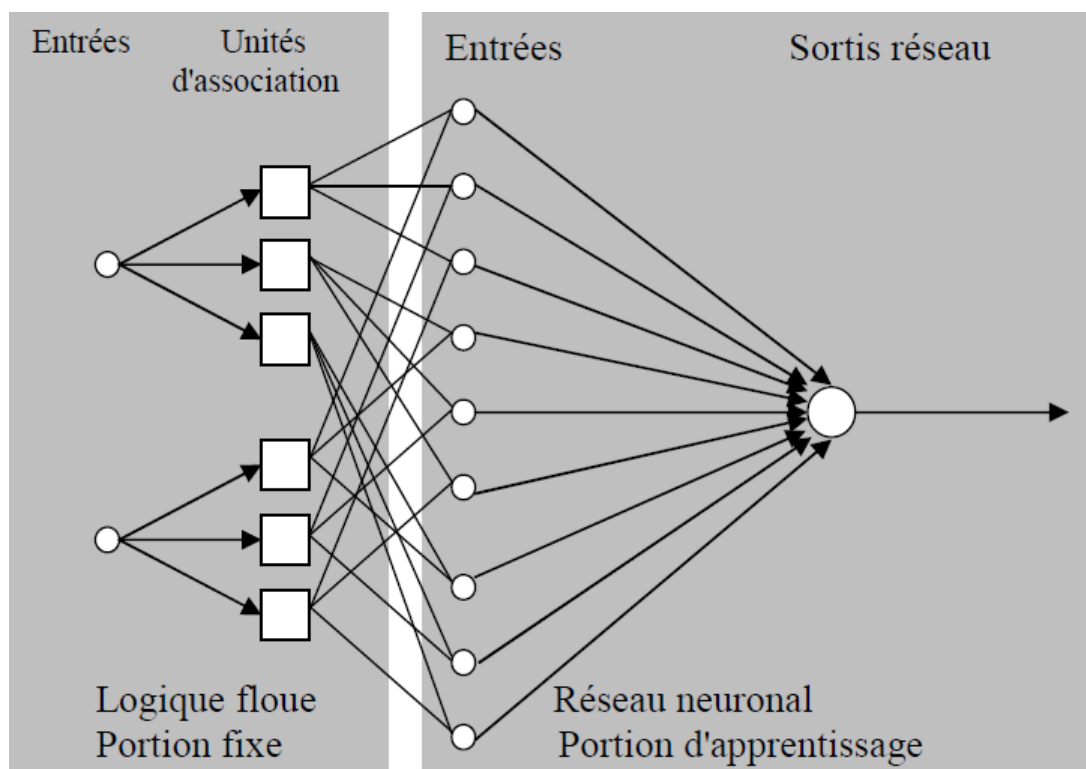 Entrées
Unités
d'association
Entrées
Sortis réseau
Logique floue
Portion fixe
Réseau neuronal
Portion d'apprentissage